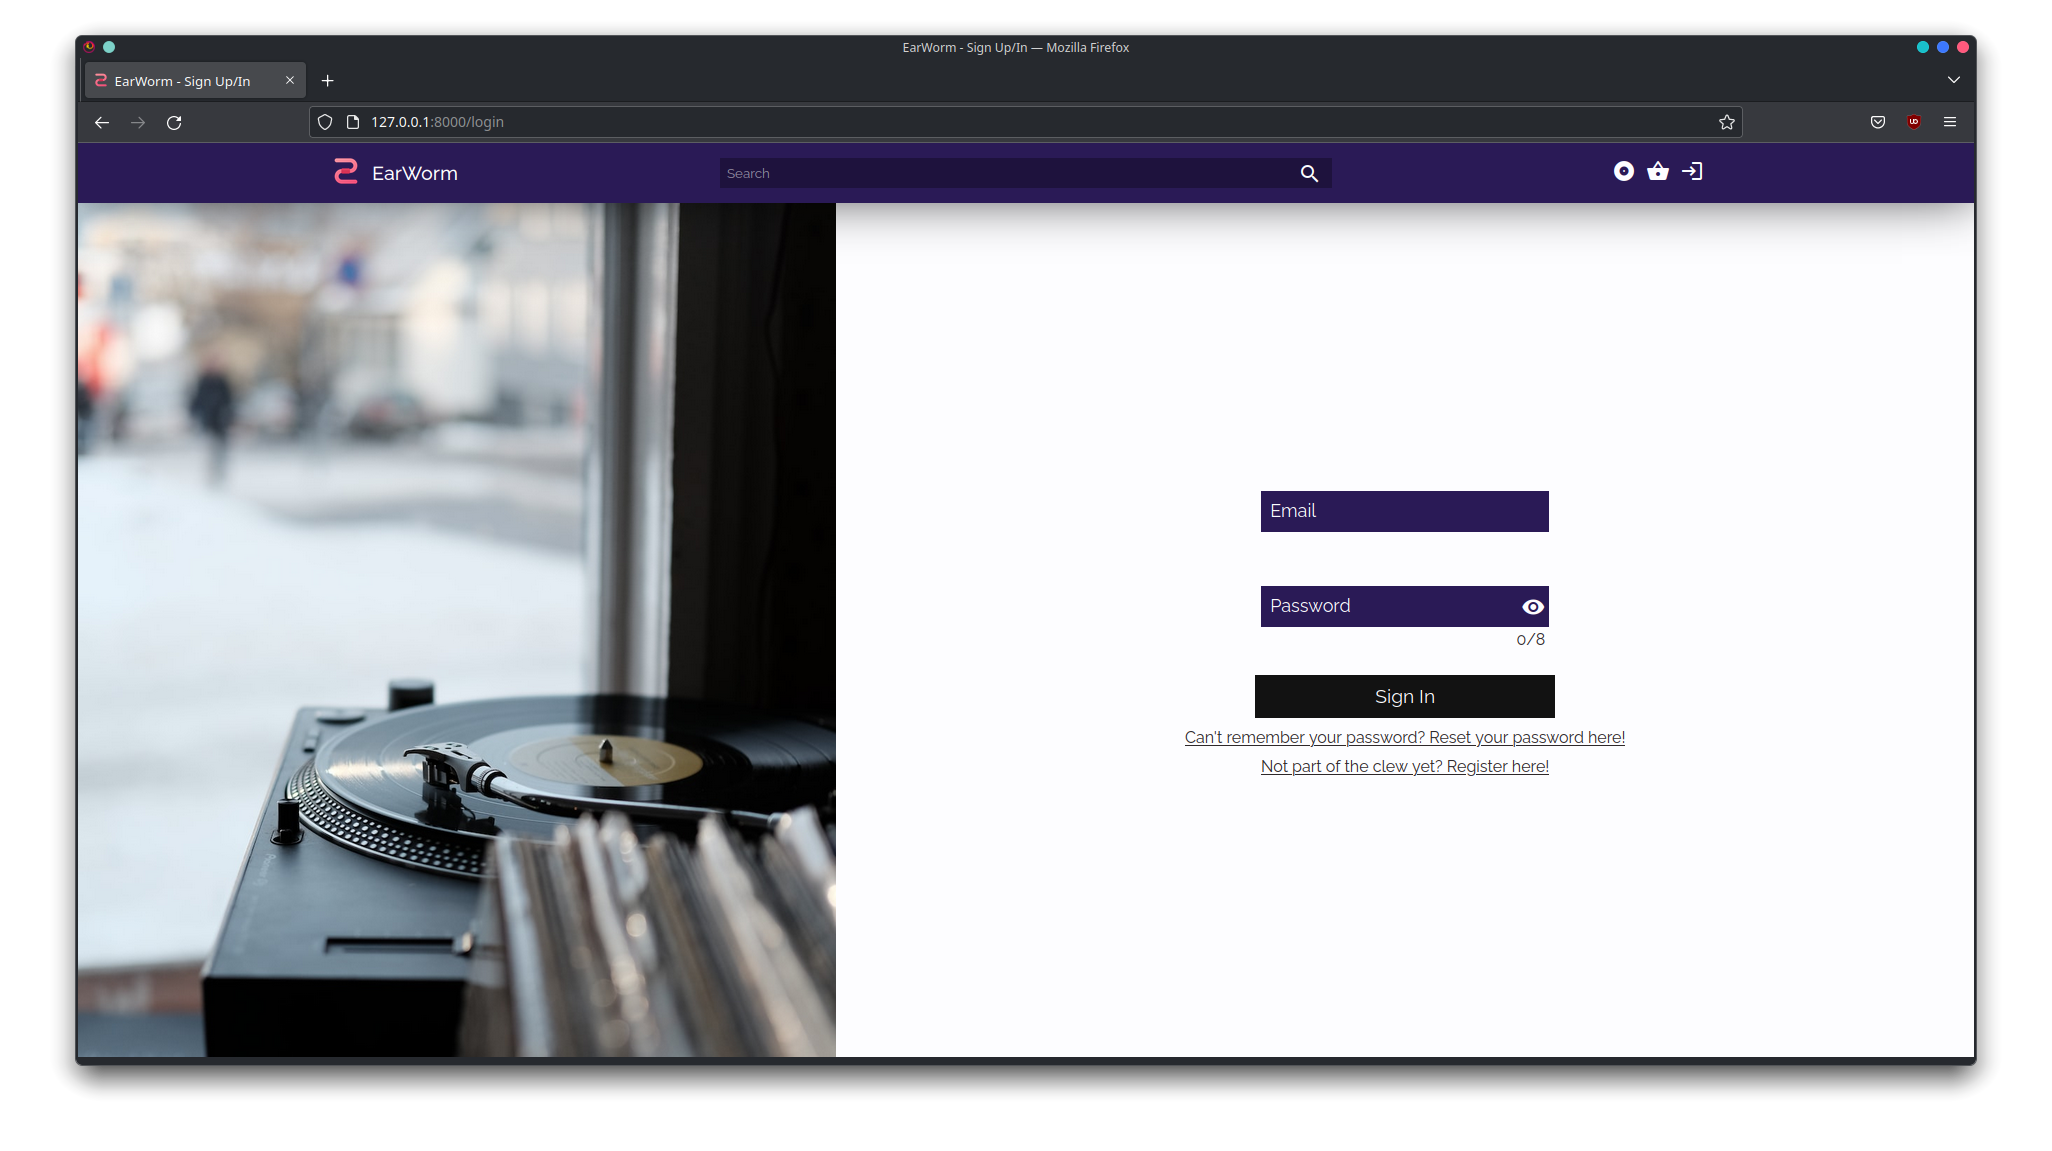 EarWorm - Sign Up/In — Mozilla Firefox
EarWorm - Sign Up/In
127.0.0.1:8000/login
EarWorm
Search
Email
Password
0/8
Sign In
Can't remember your password? Reset your password here!
Not part of the clew yet? Register here!